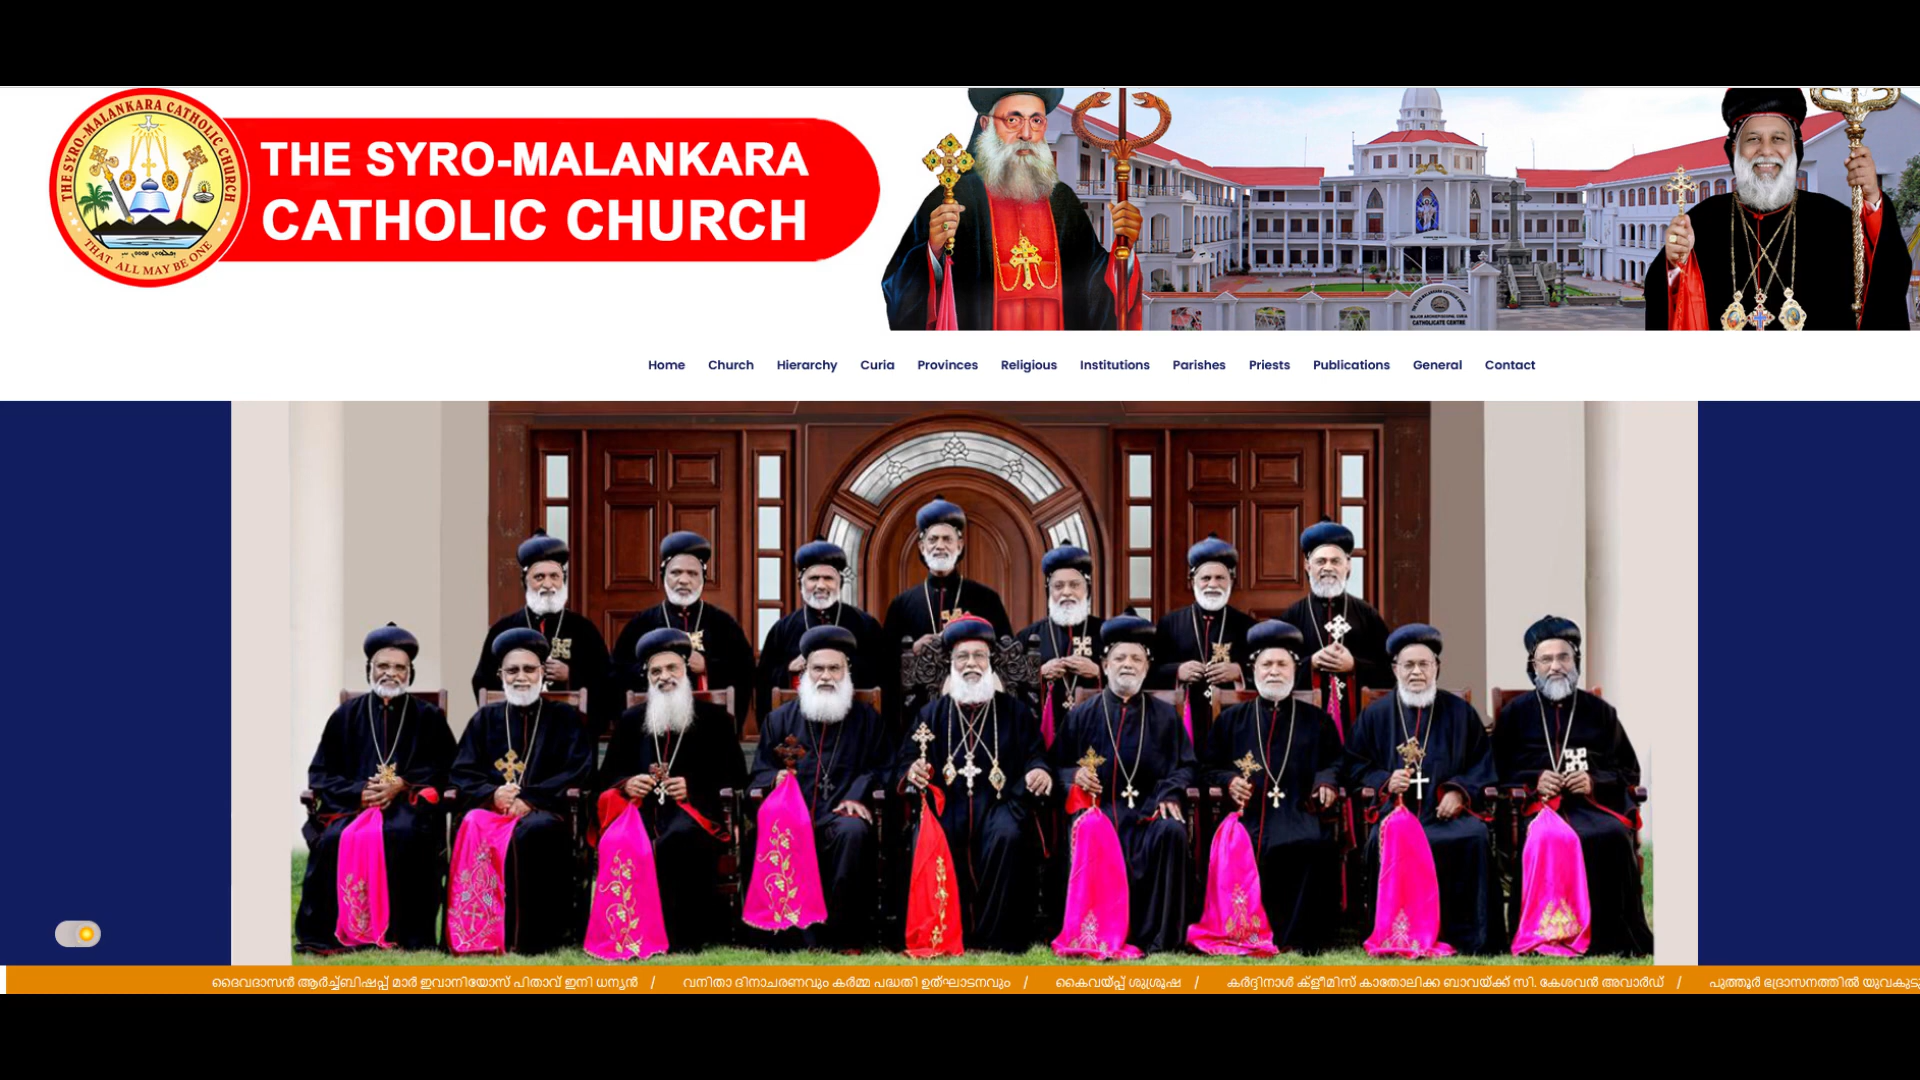 THE SYRO-MALANKARA CATHOLIC CHURCH
THAT ALL MAY BE ONE
THE SYRO-MALANKARA
CATHOLIC CHURCH
CATHOLICATE CENTRE
Home Church Hierarchy Curia Provinces Religious Institutions Parishes Priests Publications General Contact
ദൈവദാസൻ ആർച്ച്ബിഷപ്പ് മാർ ഇവാനിയോസ് പിതാവ് ഇനി ധന്യൻ / വനിതാ ദിനാചരണവും കർമ്മ പദ്ധതി ഉത്ഘാടനവും / കൈവയ്പ്പ് ശുശ്രൂഷ / കർദ്ദിനാൾ ക്ളീമിസ് കാതോലിക്ക ബാവയ്ക്ക് സി. കേശവൻ അവാർഡ് / പുത്തൂർ ഭദ്രാസനത്തിൽ